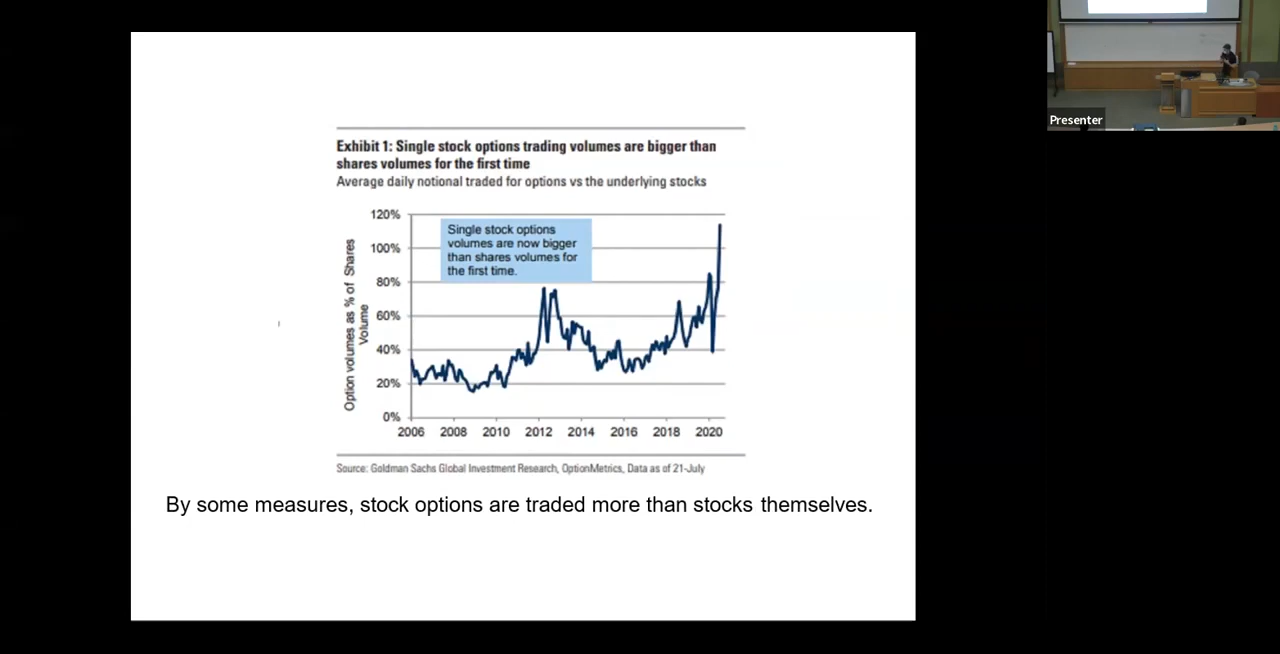 Presenter
Exhibit 1: Single stock options trading volumes are bigger than
shares volumes for the first time
Average daily notional traded for options vs the underlying stocks
Option volumes as % of Shares
Volume
120%
100%
80%
60%
40%
20%
0%
Single stock options
volumes are now bigger
than shares volumes for
the first time.
2006 2008 2010 2012 2014 2016 2018 2020
Source: Goldman Sachs Global Investment Research, OptionMetrics, Data as of 21-July
By some measures, stock options are traded more than stocks themselves.